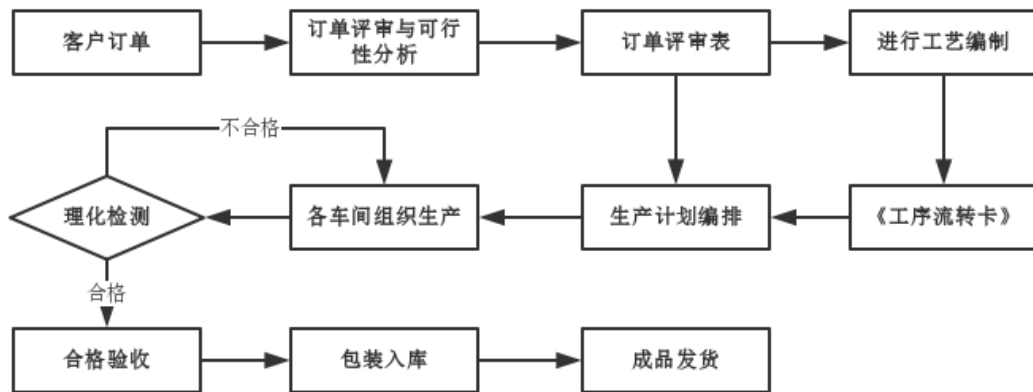 客户订单
订单评审与可行
性分析
订单评审表
进行工艺编制
不合格
理化检测
各车间组织生产
生产计划编排
《工序流转卡》
合格
合格验收
包装入库
成品发货